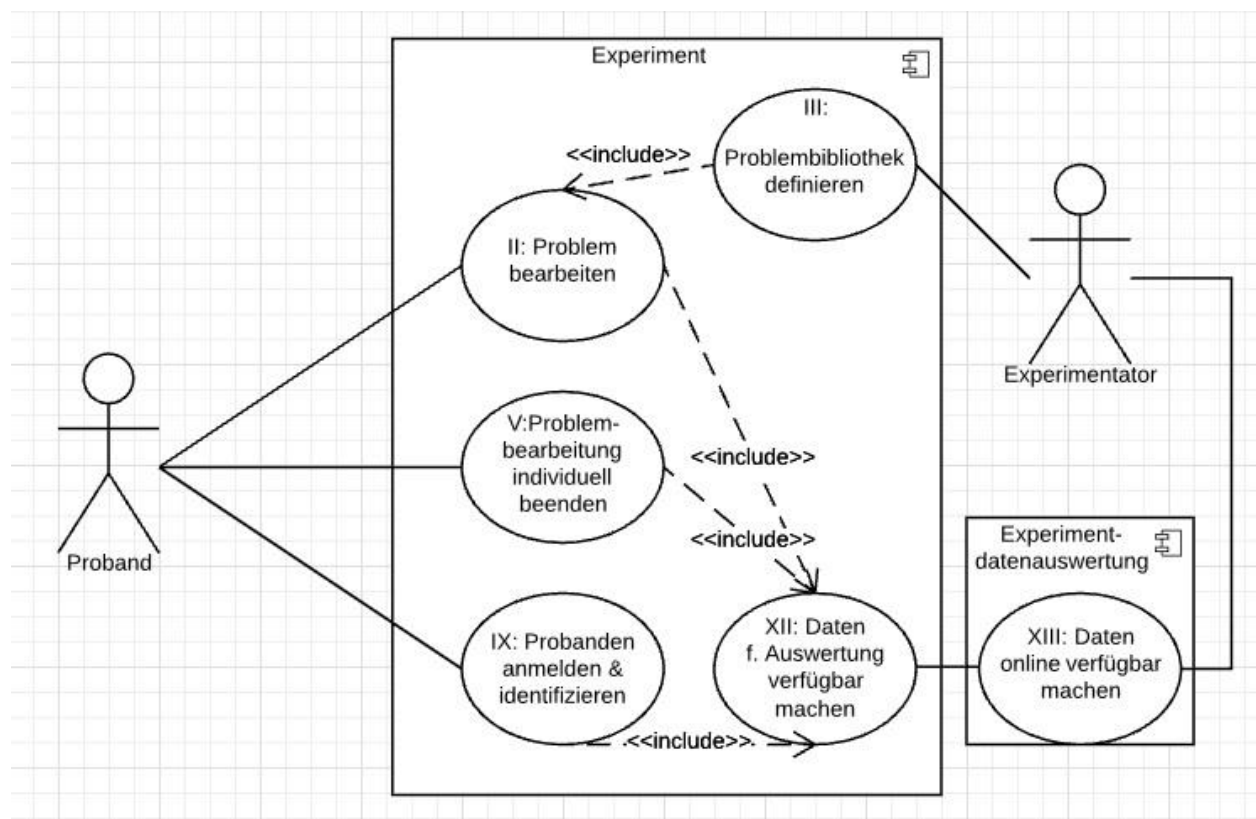 Experiment
III:
Problembibliothek
definieren
<<include>>
II: Problem
bearbeiten
Experimentator
V:Problem-
bearbeitung
individuell
beenden
<<include>>
<<include>>
Proband
Experiment-
datenauswertung
IX: Probanden
anmelden &
identifizieren
XII: Daten
f. Auswertung
verfügbar
machen
XIII: Daten
online verfügbar
machen
<<include>>